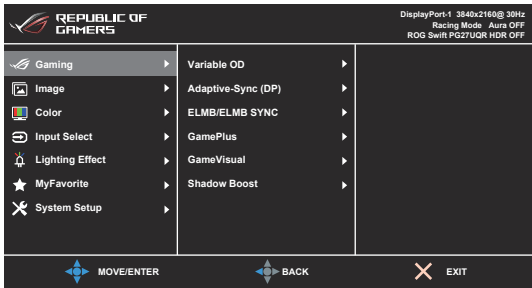 REPUBLIC OF
GAMERS
DisplayPort-1 3840x2160@ 30Hz
Racing Mode Aura OFF
ROG Swift PG27UQR HDR OFF
Gaming
Image
Color
Input Select
Lighting Effect
MyFavorite
System Setup
Variable OD
Adaptive-Sync (DP)
ELMB/ELMB SYNC
GamePlus
GameVisual
Shadow Boost
MOVE/ENTER
BACK
EXIT